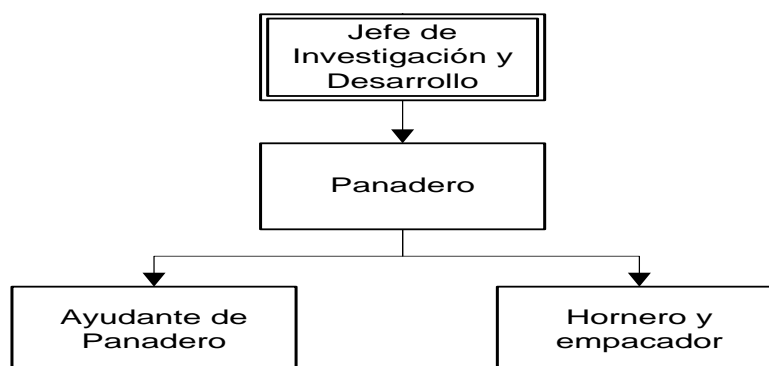 Jefe de
Investigación y
Desarrollo
Panadero
Ayudante de
Panadero
Hornero y
empacador